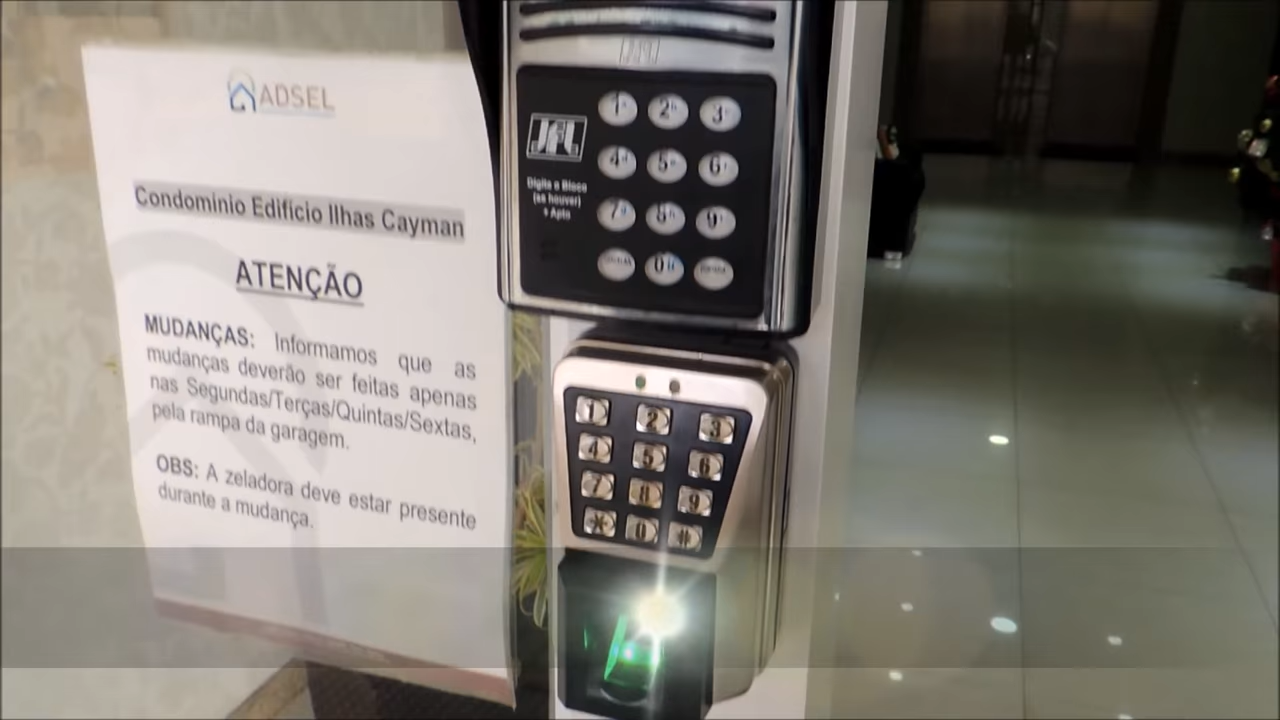 ADSEL
Condominio Edifício Ilhas Cayman
ATENÇÃO
MUDANÇAS: Informamos que as
mudanças deverão ser feitas apenas
nas Segundas/Terças/Quintas/Sextas,
pela rampa da garagem.
OBS: A zeladora deve estar presente
durante a mudança.
JFL
Digite o Bloco
(se houver)
+ Apto
1 2 3
4 5 6
7 8 9
0
1 2 3
4 5 6
7 8 9
* 0 #